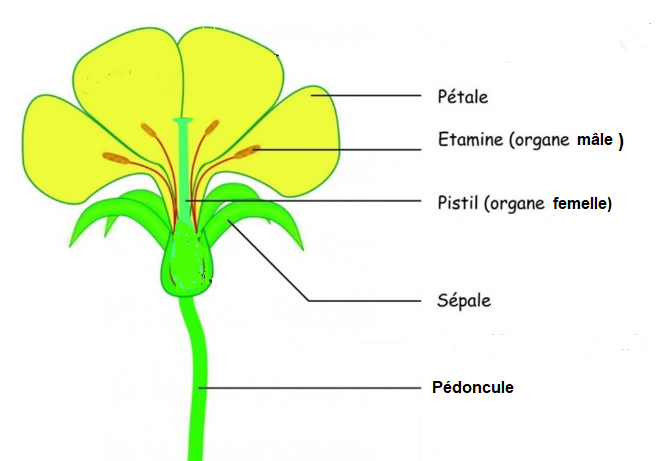 Pétale
Etamine (organe mâle )
Pistil (organe femelle)
Sépale
Pédoncule